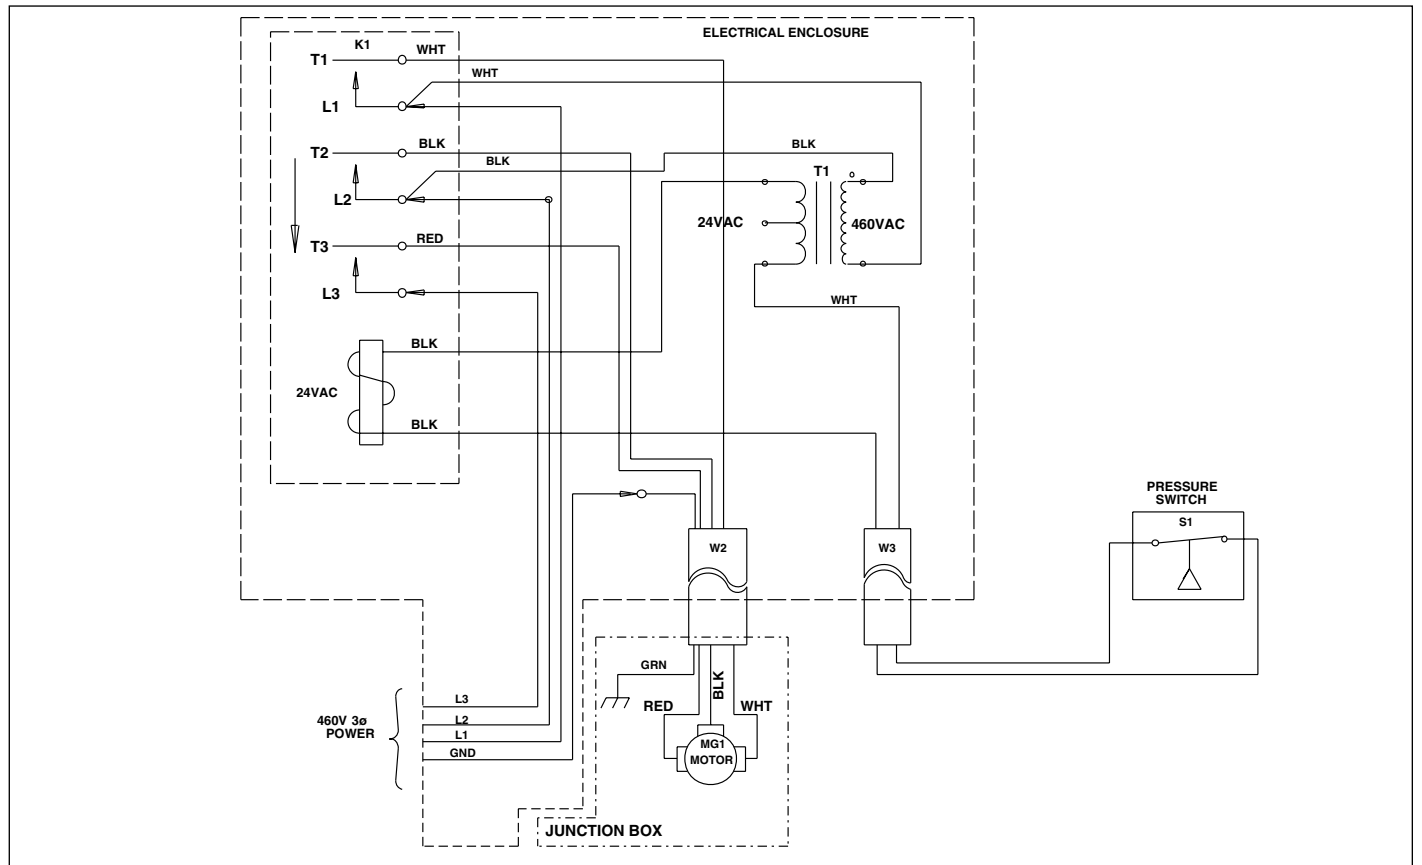 ELECTRICAL ENCLOSURE
K1
T1
WHT
WHT
L1
T2
BLK
BLK
BLK
L2
T1
24VAC
460VAC
T3
RED
L3
WHT
BLK
24VAC
BLK
PRESSURE
SWITCH
S1
W2
W3
GRN
BLK
RED
WHT
L3
460V 3ø
POWER
L2
L1
GND
MG1
MOTOR
JUNCTION BOX